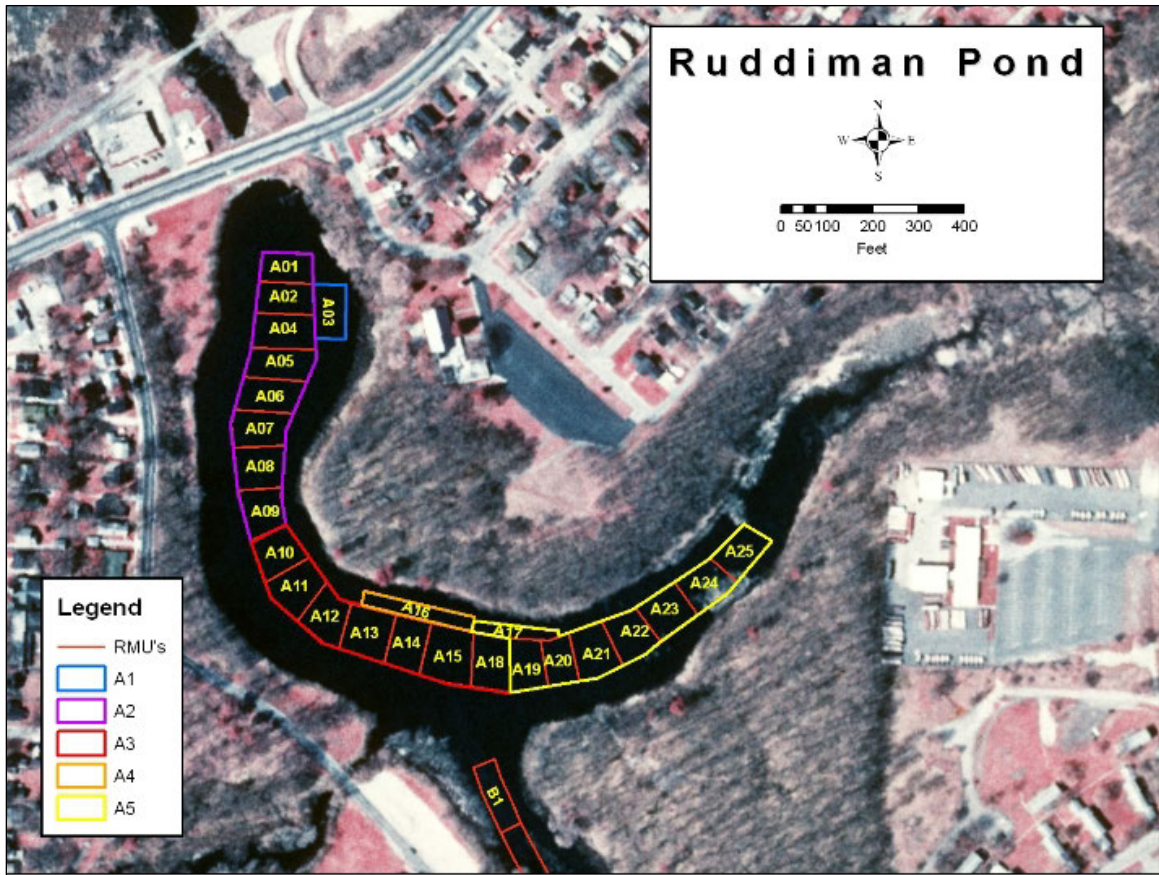 Ruddiman Pond
N
W E
S
0 50 100 200 300 400
Feet
A01
A02
A03
A04
A05
A06
A07
A08
A09
A10
A11
A12
A13
A14
A15
A16
A17
A18
A19
A20
A21
A22
A23
A24
A25
B1
Legend
RMU's
A1
A2
A3
A4
A5